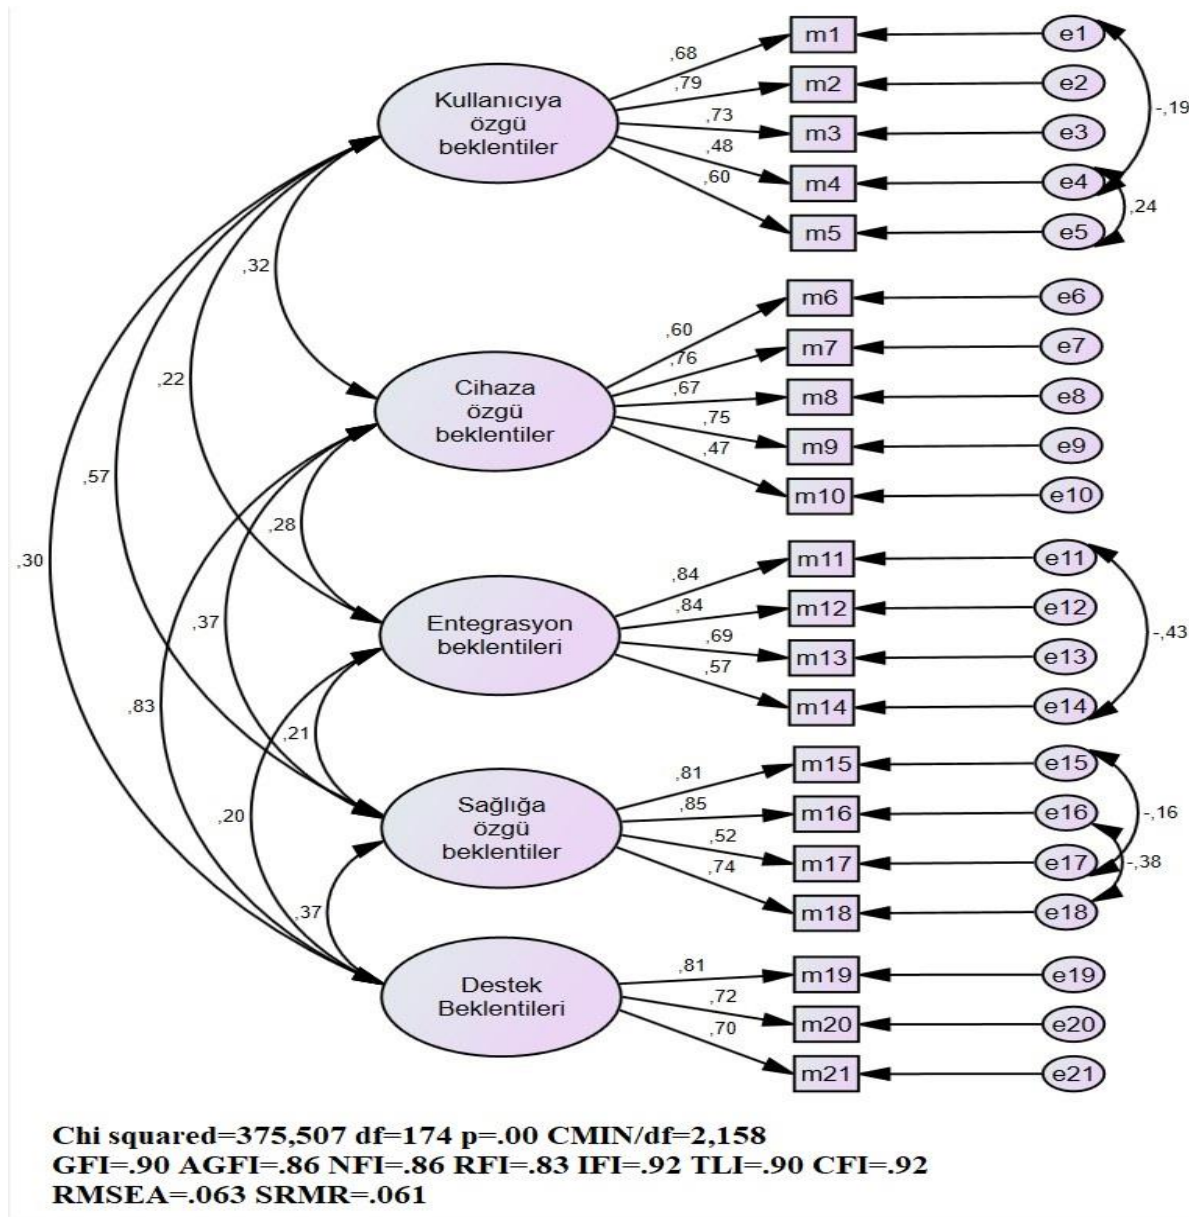 Kullanıcıya
özgü
beklentiler
,68
m1
e1
,79
m2
e2
,73
m3
e3
,48
m4
e4
,60
m5
e5
-,19
,24
,32
,22
,57
,30
Cihaza
özgü
beklentiler
,60
m6
e6
,76
m7
e7
,67
m8
e8
,75
m9
e9
,47
m10
e10
,28
,37
,83
Entegrasyon
beklentileri
,84
m11
e11
,84
m12
e12
,69
m13
e13
,57
m14
e14
-,43
,21
,20
Sağlığa
özgü
beklentiler
,81
m15
e15
,85
m16
e16
,52
m17
e17
,74
m18
e18
-,16
-,38
,37
Destek
Beklentileri
,81
m19
e19
,72
m20
e20
,70
m21
e21
Chi squared=375,507 df=174 p=.00 CMIN/df=2,158
GFI=.90 AGFI=.86 NFI=.86 RFI=.83 IFI=.92 TLI=.90 CFI=.92
RMSEA=.063 SRMR=.061